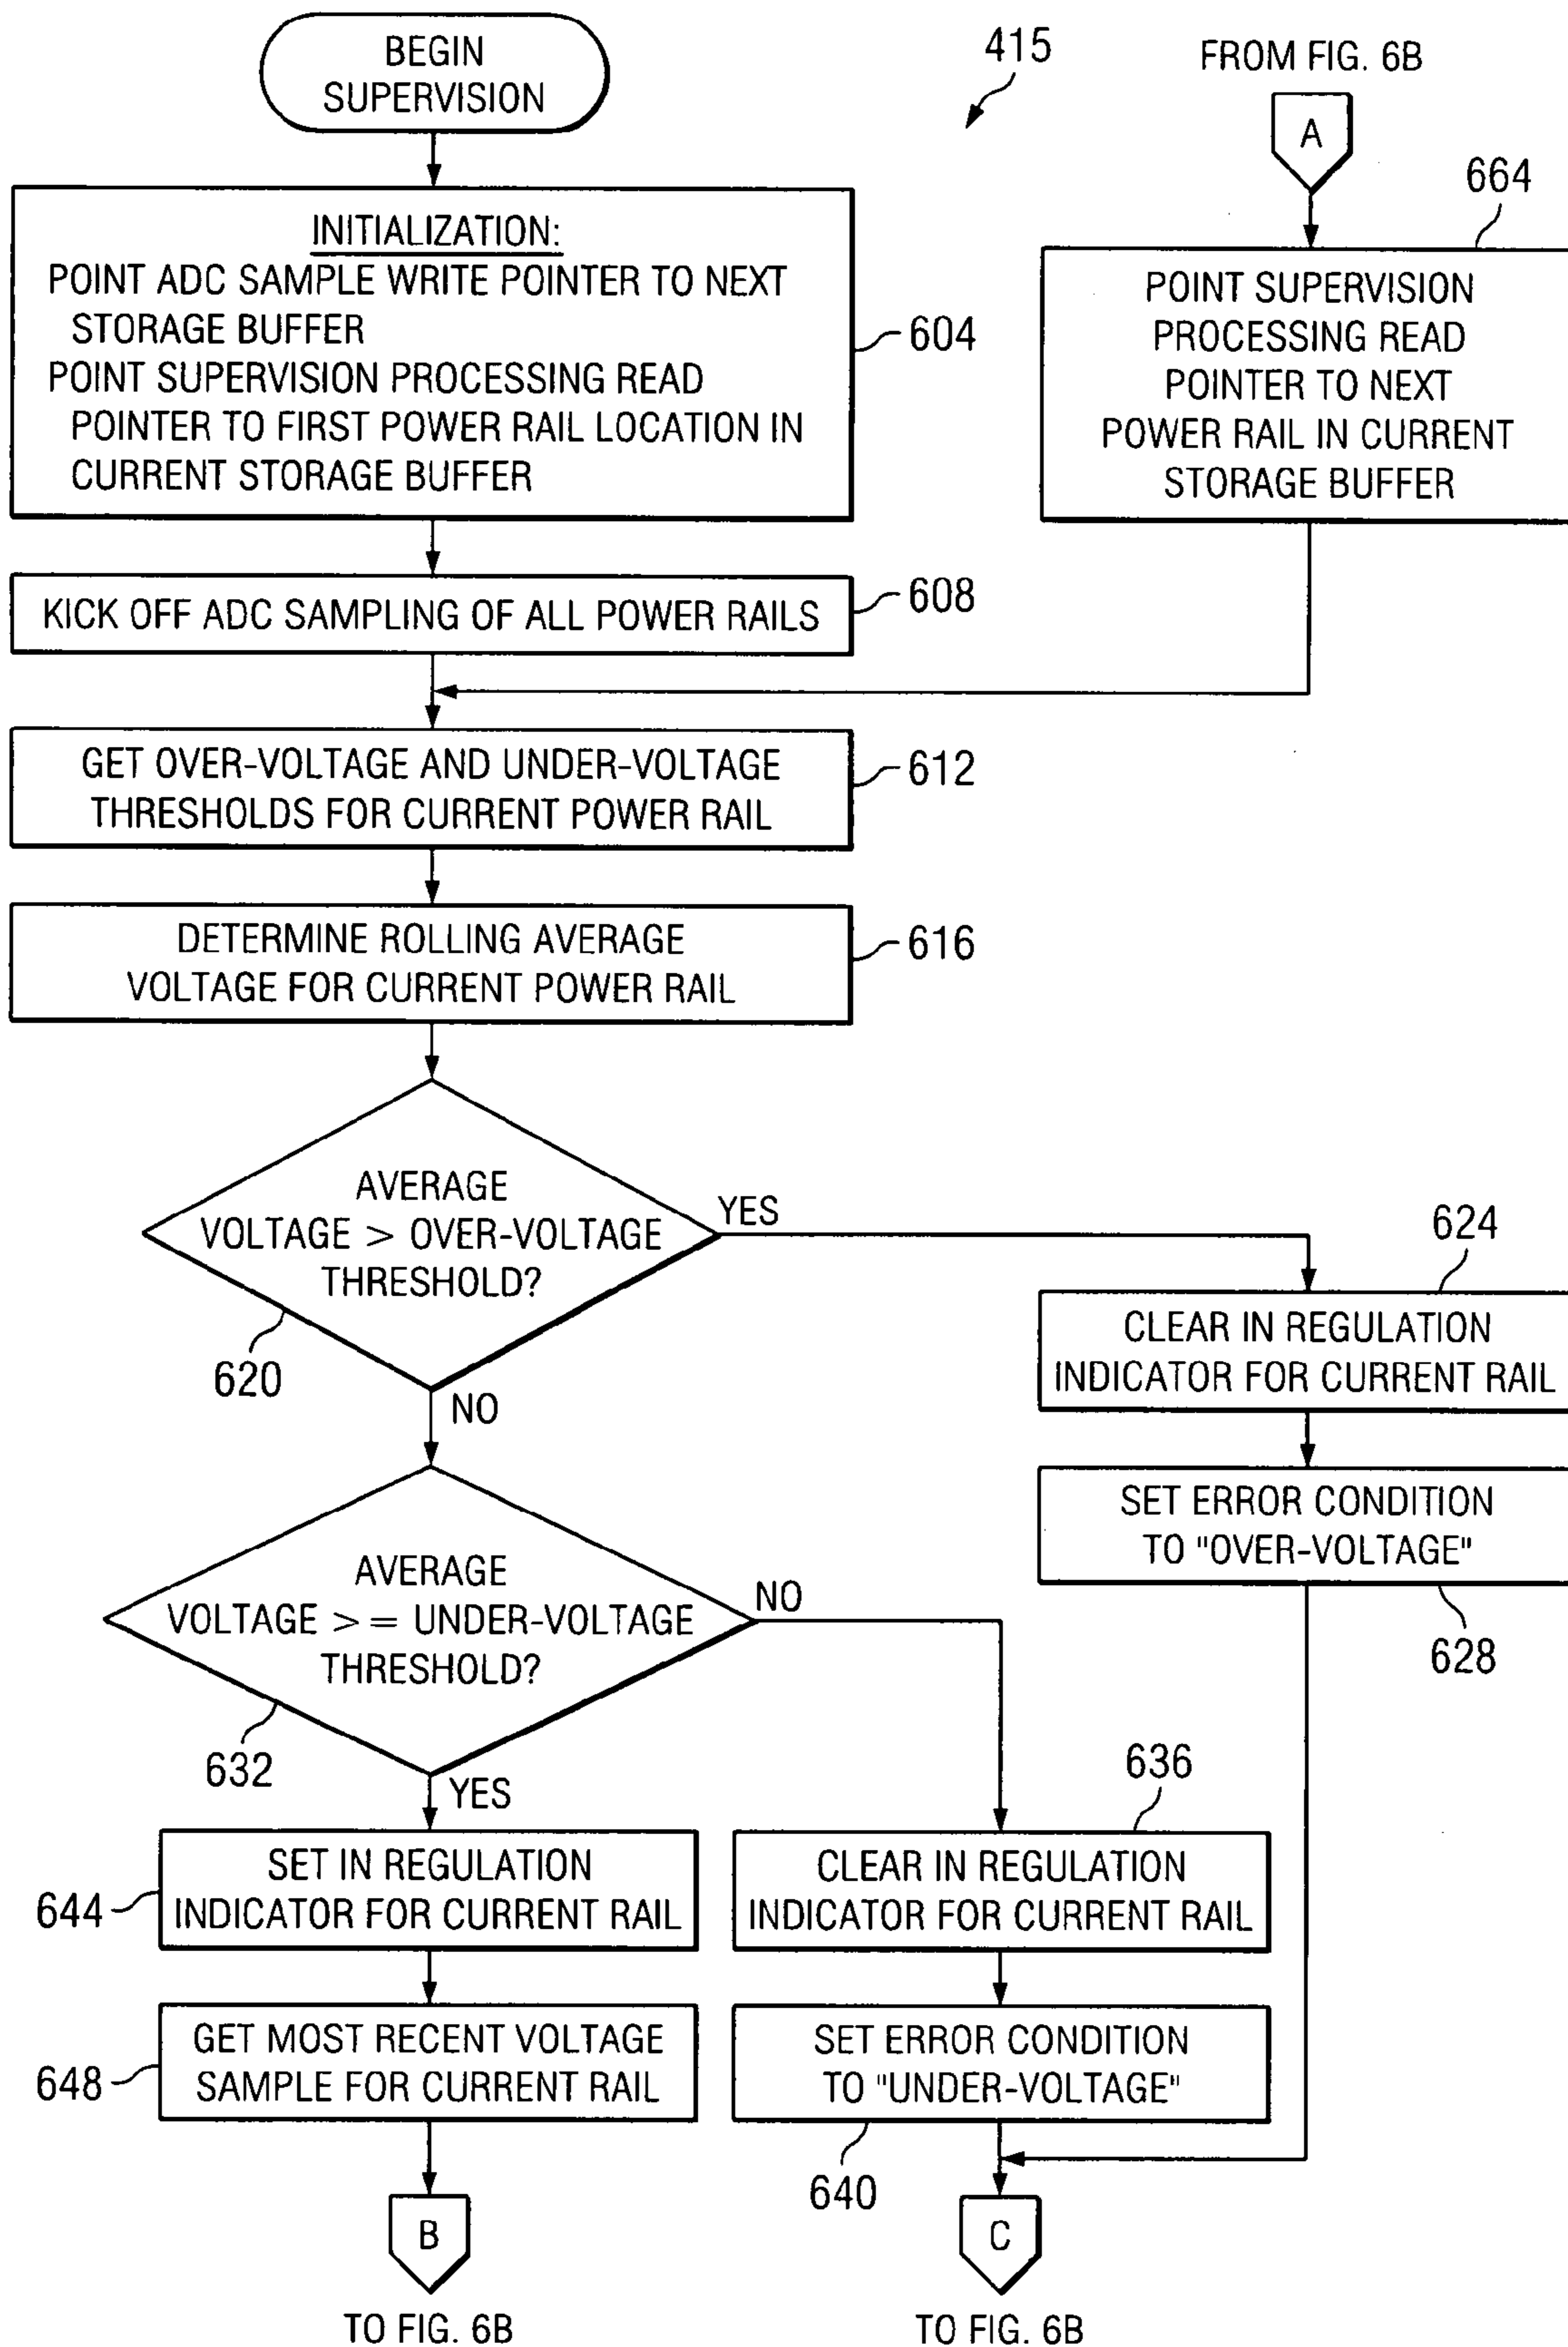 BEGIN
SUPERVISION
415
FROM FIG. 6B
A
664
INITIALIZATION:
POINT ADC SAMPLE WRITE POINTER TO NEXT
STORAGE BUFFER
POINT SUPERVISION PROCESSING READ
POINTER TO FIRST POWER RAIL LOCATION IN
CURRENT STORAGE BUFFER
604
POINT SUPERVISION
PROCESSING READ
POINTER TO NEXT
POWER RAIL IN CURRENT
STORAGE BUFFER
KICK OFF ADC SAMPLING OF ALL POWER RAILS
608
GET OVER-VOLTAGE AND UNDER-VOLTAGE
THRESHOLDS FOR CURRENT POWER RAIL
612
DETERMINE ROLLING AVERAGE
VOLTAGE FOR CURRENT POWER RAIL
616
AVERAGE
VOLTAGE > OVER-VOLTAGE
THRESHOLD?
YES
620
NO
624
CLEAR IN REGULATION
INDICATOR FOR CURRENT RAIL
SET ERROR CONDITION
TO "OVER-VOLTAGE"
628
AVERAGE
VOLTAGE > = UNDER-VOLTAGE
THRESHOLD?
NO
632
YES
636
SET IN REGULATION
INDICATOR FOR CURRENT RAIL
644
CLEAR IN REGULATION
INDICATOR FOR CURRENT RAIL
GET MOST RECENT VOLTAGE
SAMPLE FOR CURRENT RAIL
648
SET ERROR CONDITION
TO "UNDER-VOLTAGE"
640
B
C
TO FIG. 6B
TO FIG. 6B